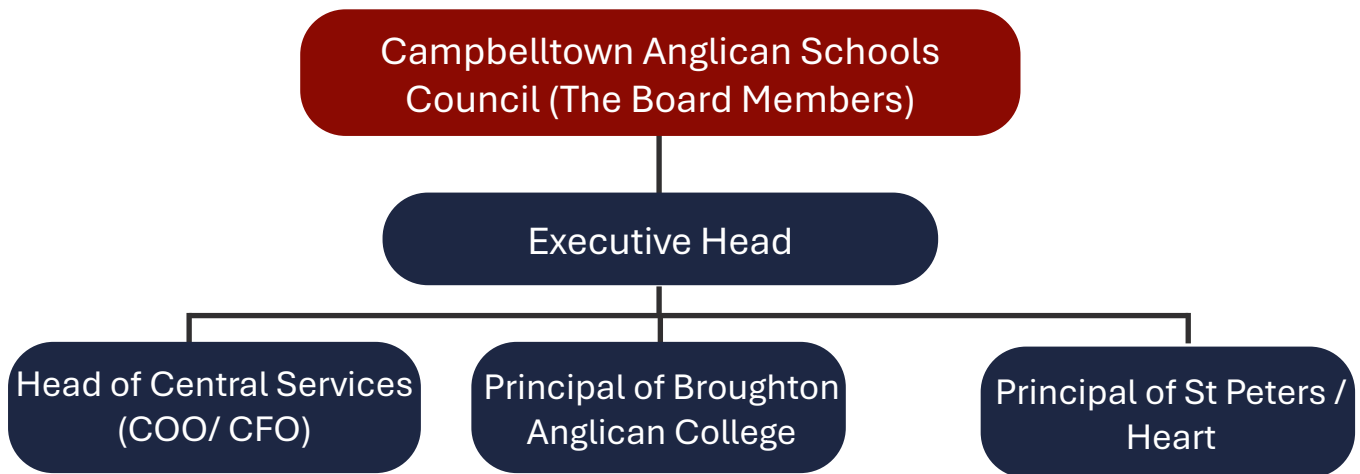 Campbelltown Anglican Schools
Council (The Board Members)
Executive Head
Head of Central Services
(COO/ CFO)
Principal of Broughton
Anglican College
Principal of St Peters /
Heart